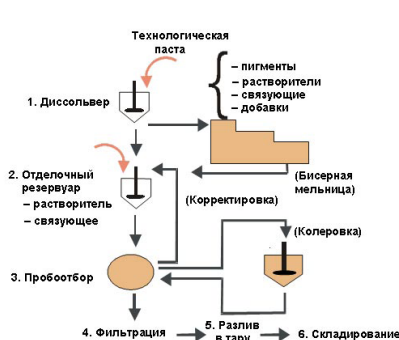 Технологическая
паста
– пигменты
– растворители
– связующие
– добавки
1. Диссольвер
2. Отделочный
резервуар
– растворитель
– связующее
(Бисерная
мельница)
(Корректировка)
(Колеровка)
3. Пробоотбор
4. Фильтрация
5. Разлив
в тару
6. Складирование